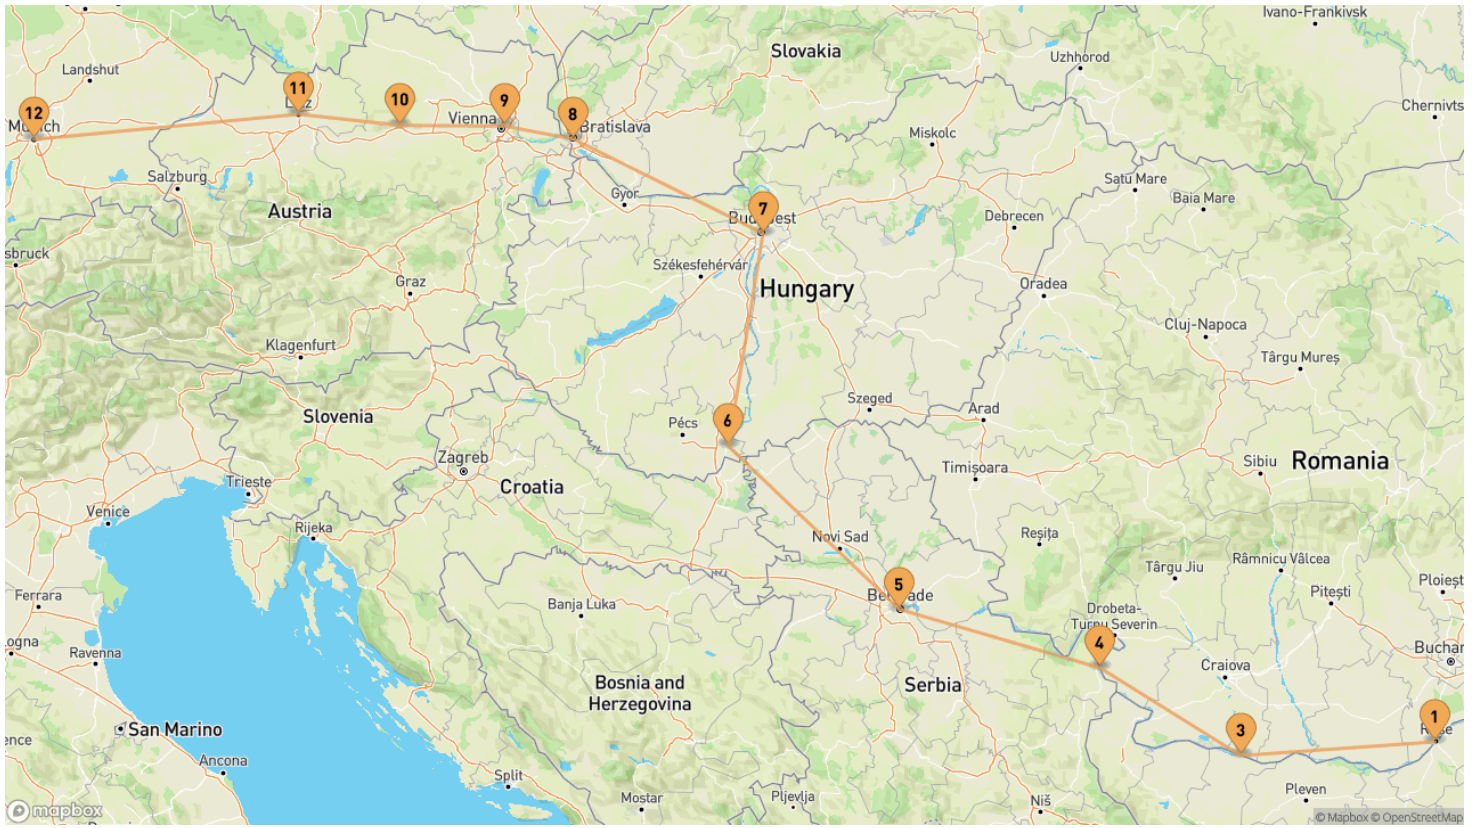 Ivano-Frankivsk
Slovakia
Uzhhorod
Landshut
Chernivts
11
10
9
8
12
Vienna
Bratislava
Miskolc
Salzburg
Satu Mare
Baia Mare
Gyor
7
Austria
Debrecen
sbruck
Székesfehérvár
Graz
Hungary
Oradea
Cluj-Napoca
Klagenfurt
Târgu Mureș
Szeged
Arad
Slovenia
6
Pécs
Zagreb
Sibiu
Romania
Timișoara
Trieste
Croatia
Venice
Rijeka
Novi Sad
Reșița
Râmnicu Vâlcea
Târgu Jiu
Ploieș
5
Ferrara
Banja Luka
Pitești
Drobeta-
Turnu Severin
logna
Ravenna
4
Buchar
Craiova
Bosnia and
Herzegovina
Serbia
1
3
San Marino
ence
Ancona
Split
Mostar
Pljevlja
Niš
Pleven
mapbox
© Mapbox © OpenStreetMap